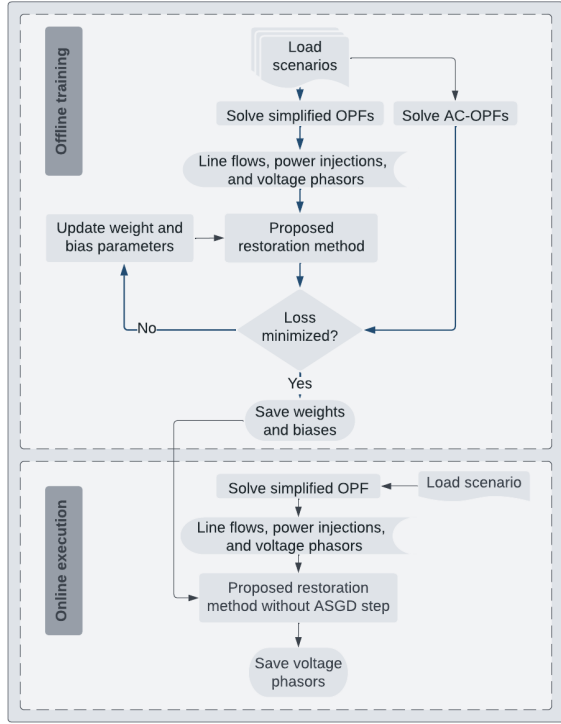 Offline training
Load
scenarios
Solve simplified OPFs
Solve AC-OPFs
Line flows, power injections,
and voltage phasors
Update weight and
bias parameters
Proposed
restoration method
Loss
minimized?
No
Yes
Save weights
and biases
Online execution
Solve simplified OPF
Load scenario
Line flows, power injections,
and voltage phasors
Proposed restoration
method without ASGD step
Save voltage
phasors